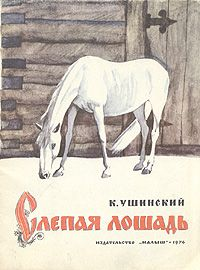 К. УШИНСКИЙ
СЛЕПАЯ ЛОШАДЬ
ИЗДАТЕЛЬСТВО „МАЛЫШ" · 1976